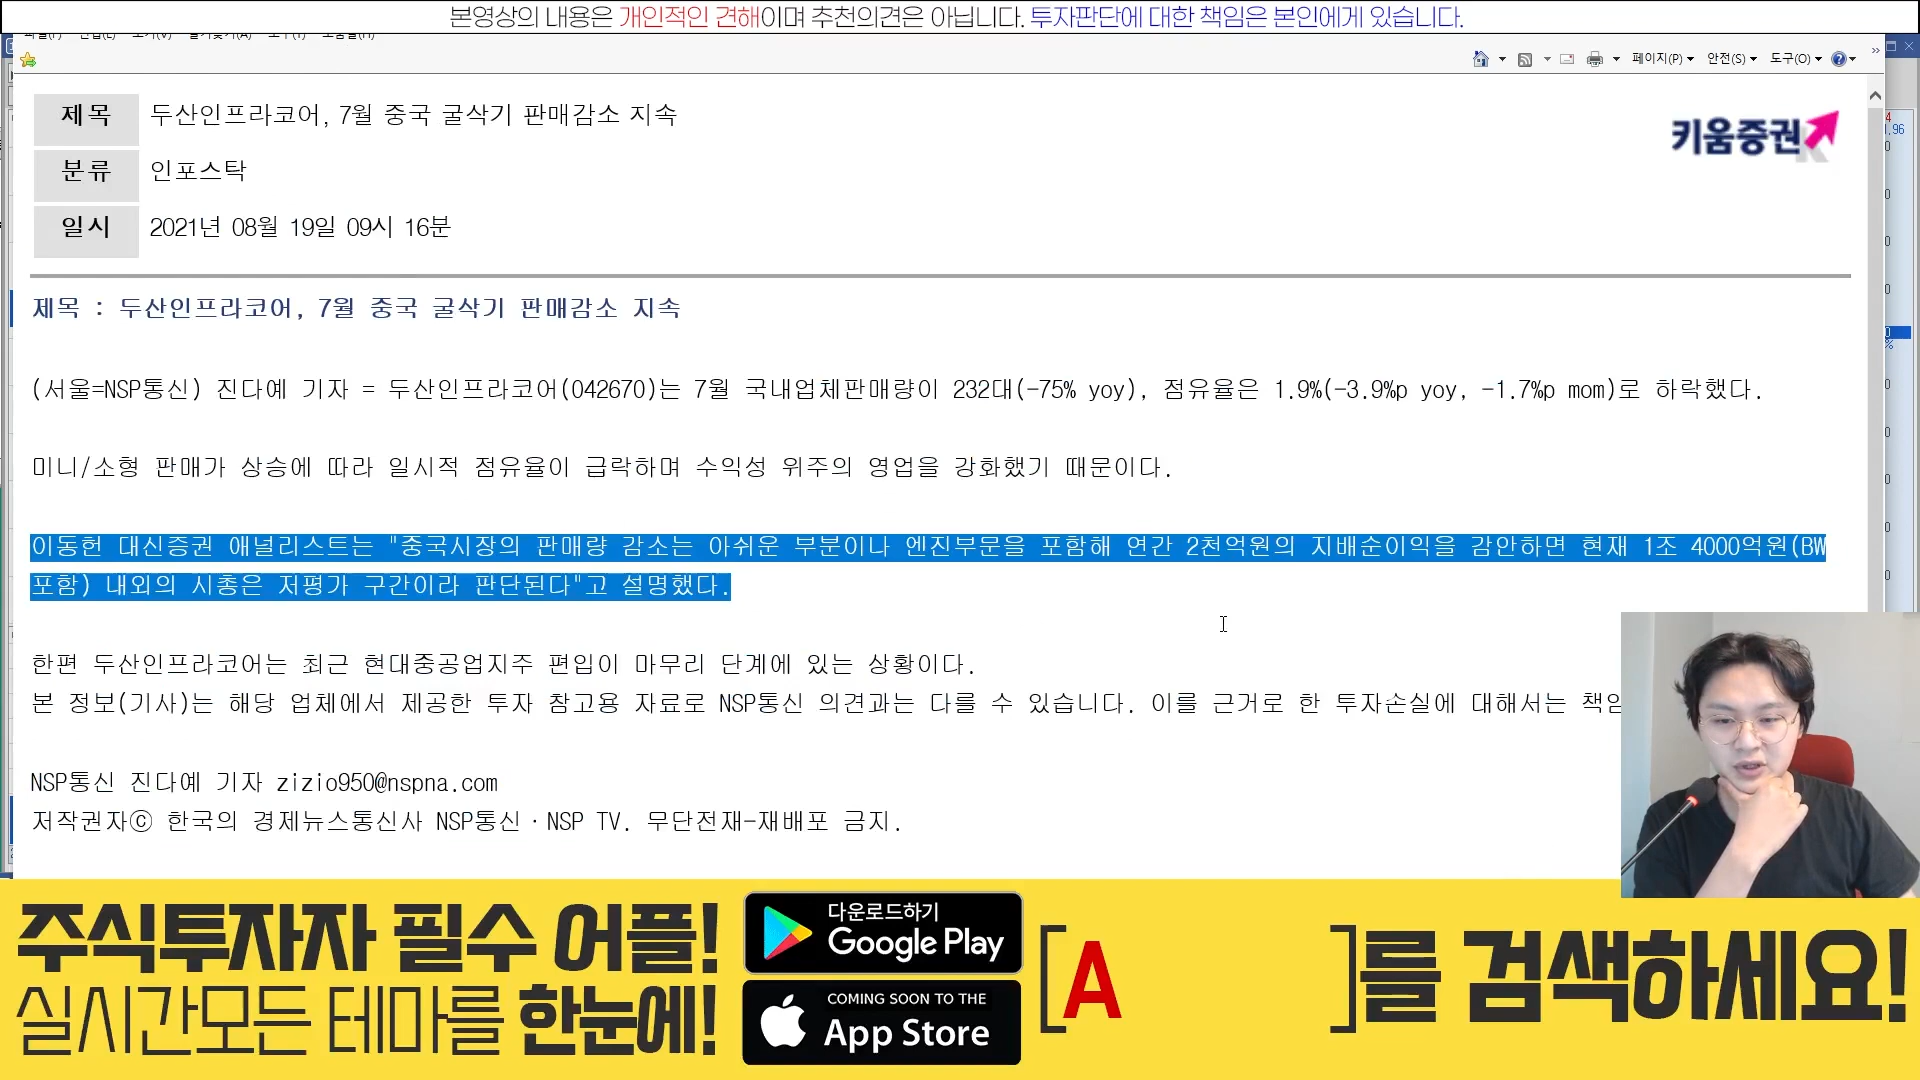 본영상의 내용은 개인적인 견해이며 추천의견은 아닙니다. 투자판단에 대한 책임은 본인에게 있습니다.
페이지(P) 안전(S) 도구(O)
제목 두산인프라코어, 7월 중국 굴삭기 판매감소 지속
키움증권
분류 인포스탁
일시 2021년 08월 19일 09시 16분
제목 : 두산인프라코어, 7월 중국 굴삭기 판매감소 지속
(서울=NSP통신) 진다예 기자 = 두산인프라코어(042670)는 7월 국내업체판매량이 232대(-75% yoy), 점유율은 1.9%(-3.9%p yoy, -1.7%p mom)로 하락했다.
미니/소형 판매가 상승에 따라 일시적 점유율이 급락하며 수익성 위주의 영업을 강화했기 때문이다.
이동헌 대신증권 애널리스트는 "중국시장의 판매량 감소는 아쉬운 부분이나 엔진부문을 포함해 연간 2천억원의 지배순이익을 감안하면 현재 1조 4000억원(BW
포함) 내외의 시총은 저평가 구간이라 판단된다"고 설명했다.
한편 두산인프라코어는 최근 현대중공업지주 편입이 마무리 단계에 있는 상황이다.
본 정보(기사)는 해당 업체에서 제공한 투자 참고용 자료로 NSP통신 의견과는 다를 수 있습니다. 이를 근거로 한 투자손실에 대해서는 책임
NSP통신 진다예 기자 zizio950@nspna.com
저작권자ⓒ 한국의 경제뉴스통신사 NSP통신·NSP TV. 무단전재-재배포 금지.
주식투자자 필수 어플!
실시간모든 테마를 한눈에!
다운로드하기
Google Play
COMING SOON TO THE
App Store
[A ]를 검색하세요!